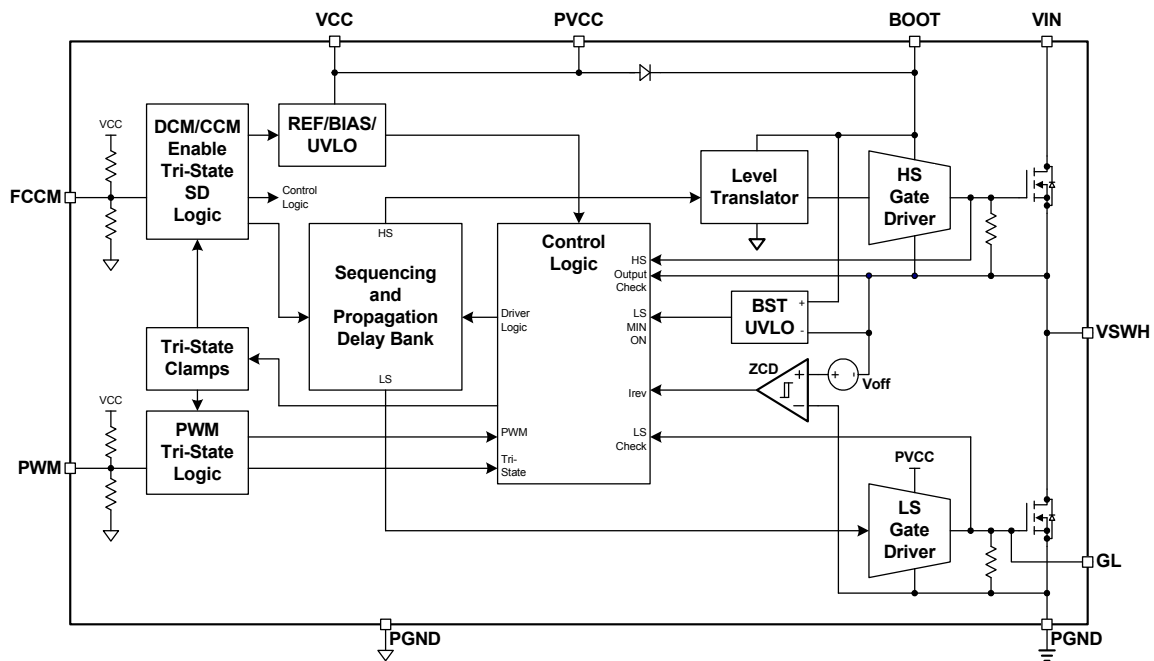 VCC
PVCC
BOOT
VIN
VCC
DCM/CCM
Enable
Tri-State
SD
Logic
REF/BIAS/
UVLO
Level
Translator
HS
Gate
Driver
FCCM
Control
Logic
HS
Sequencing
and
Propagation
Delay Bank
LS
Control
Logic
Driver
Logic
HS
Output
Check
LS
MIN
ON
Irev
LS
Check
PWM
Tri-
State
BST
UVLO
+
-
VSWH
ZCD
+
−
+
-
Voff
Tri-State
Clamps
VCC
PWM
Tri-State
Logic
PWM
PVCC
LS
Gate
Driver
GL
PGND
PGND